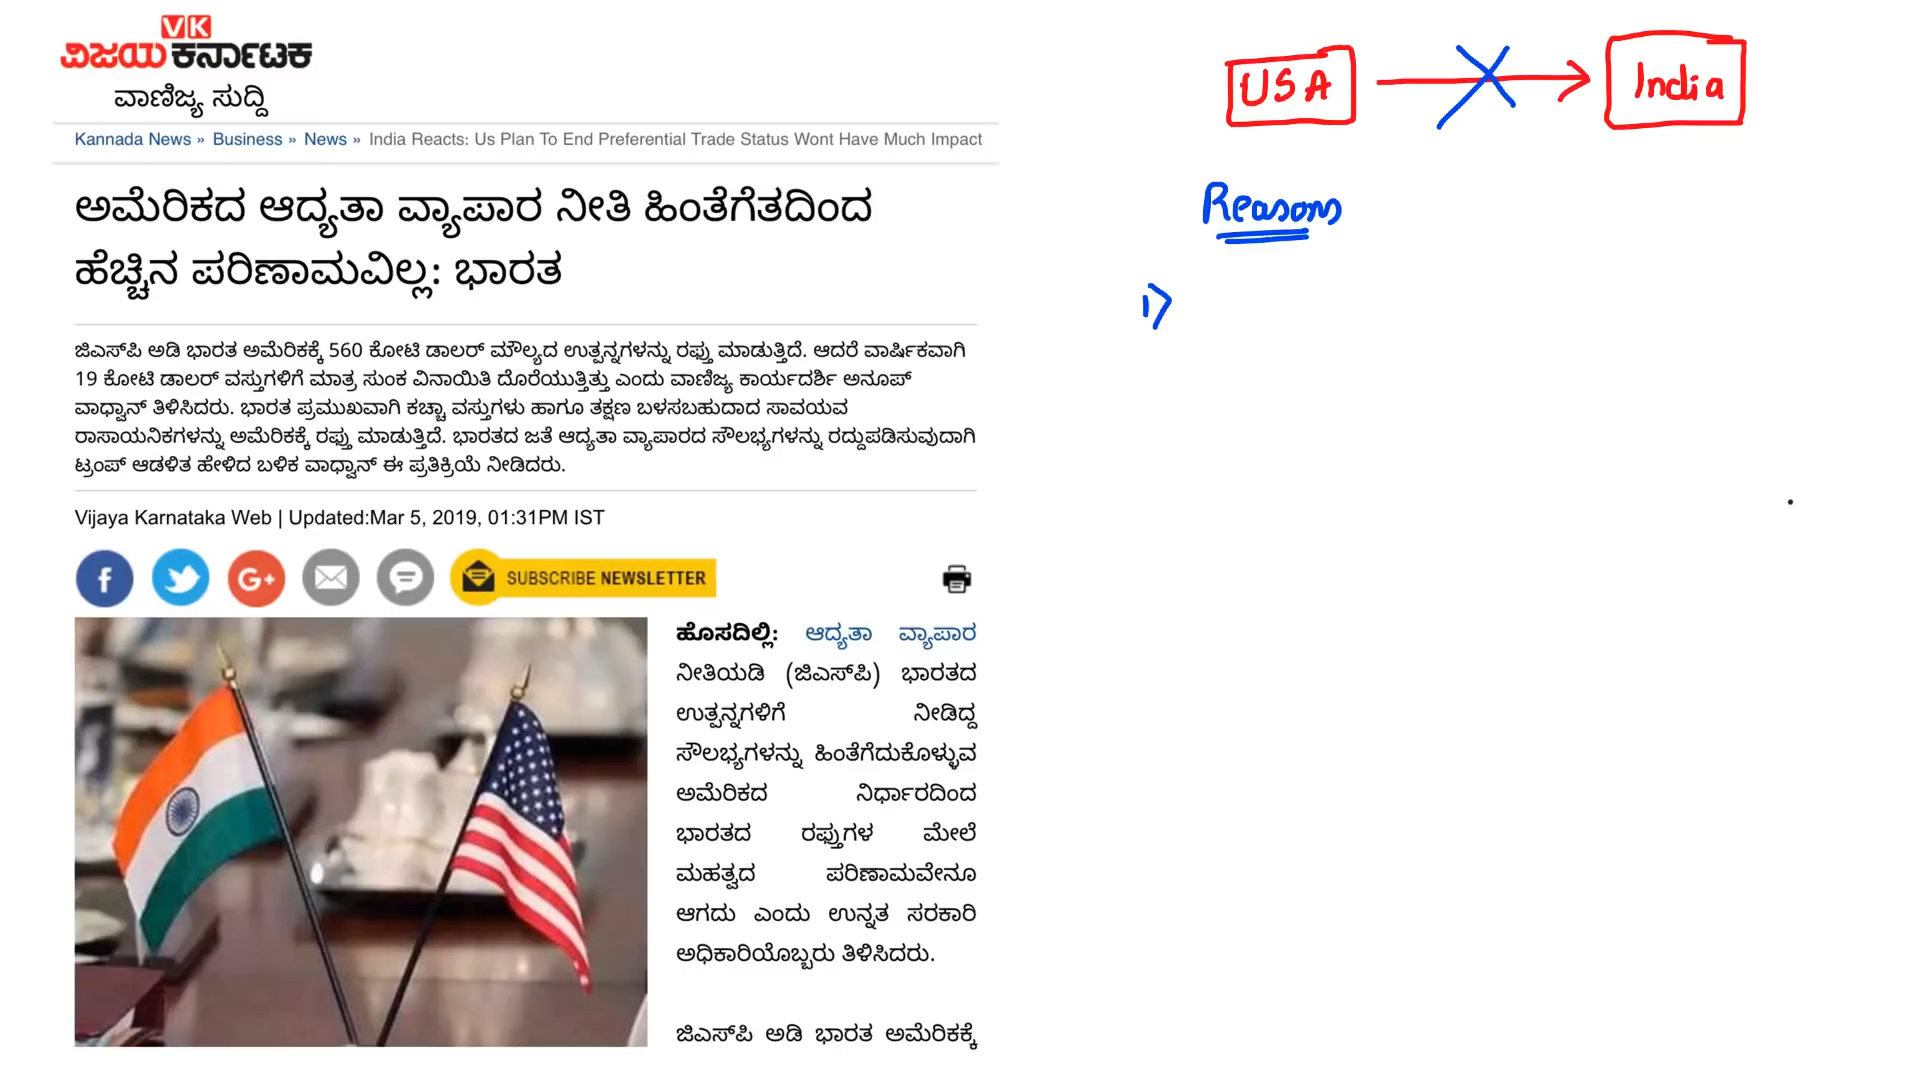 VK
ವಿಜಯ ಕರ್ನಾಟಕ
ವಾಣಿಜ್ಯ ಸುದ್ದಿ
Kannada News » Business » News » India Reacts: Us Plan To End Preferential Trade Status Wont Have Much Impact
ಅಮೆರಿಕದ ಆದ್ಯತಾ ವ್ಯಾಪಾರ ನೀತಿ ಹಿಂತೆಗೆತದಿಂದ
ಹೆಚ್ಚಿನ ಪರಿಣಾಮವಿಲ್ಲ: ಭಾರತ
ಜಿಎಸ್‌ಪಿ ಅಡಿ ಭಾರತ ಅಮೆರಿಕಕ್ಕೆ 560 ಕೋಟಿ ಡಾಲರ್ ಮೌಲ್ಯದ ಉತ್ಪನ್ನಗಳನ್ನು ರಫ್ತು ಮಾಡುತ್ತಿದೆ. ಆದರೆ ವಾರ್ಷಿಕವಾಗಿ
19 ಕೋಟಿ ಡಾಲರ್ ವಸ್ತುಗಳಿಗೆ ಮಾತ್ರ ಸುಂಕ ವಿನಾಯಿತಿ ದೊರೆಯುತ್ತಿತ್ತು ಎಂದು ವಾಣಿಜ್ಯ ಕಾರ್ಯದರ್ಶಿ ಅನೂಪ್
ವಾಧ್ವಾನ್ ತಿಳಿಸಿದರು. ಭಾರತ ಪ್ರಮುಖವಾಗಿ ಕಚ್ಚಾ ವಸ್ತುಗಳು ಹಾಗೂ ತಕ್ಷಣ ಬಳಸಬಹುದಾದ ಸಾವಯವ
ರಾಸಾಯನಿಕಗಳನ್ನು ಅಮೆರಿಕಕ್ಕೆ ರಫ್ತು ಮಾಡುತ್ತಿದೆ. ಭಾರತದ ಜತೆ ಆದ್ಯತಾ ವ್ಯಾಪಾರದ ಸೌಲಭ್ಯಗಳನ್ನು ರದ್ದುಪಡಿಸುವುದಾಗಿ
ಟ್ರಂಪ್ ಆಡಳಿತ ಹೇಳಿದ ಬಳಿಕ ವಾಧ್ವಾನ್ ಈ ಪ್ರತಿಕ್ರಿಯೆ ನೀಡಿದರು.
Vijaya Karnataka Web | Updated:Mar 5, 2019, 01:31PM IST
f G+ SUBSCRIBE NEWSLETTER
ಹೊಸದಿಲ್ಲಿ: ಆದ್ಯತಾ ವ್ಯಾಪಾರ
ನೀತಿಯಡಿ (ಜಿಎಸ್‌ಪಿ) ಭಾರತದ
ಉತ್ಪನ್ನಗಳಿಗೆ ನೀಡಿದ್ದ
ಸೌಲಭ್ಯಗಳನ್ನು ಹಿಂತೆಗೆದುಕೊಳ್ಳುವ
ಅಮೆರಿಕದ ನಿರ್ಧಾರದಿಂದ
ಭಾರತದ ರಫ್ತುಗಳ ಮೇಲೆ
ಮಹತ್ವದ ಪರಿಣಾಮವೇನೂ
ಆಗದು ಎಂದು ಉನ್ನತ ಸರಕಾರಿ
ಅಧಿಕಾರಿಯೊಬ್ಬರು ತಿಳಿಸಿದರು.
ಜಿಎಸ್‌ಪಿ ಅಡಿ ಭಾರತ ಅಮೆರಿಕಕ್ಕೆ
USA India
Reasons
1)